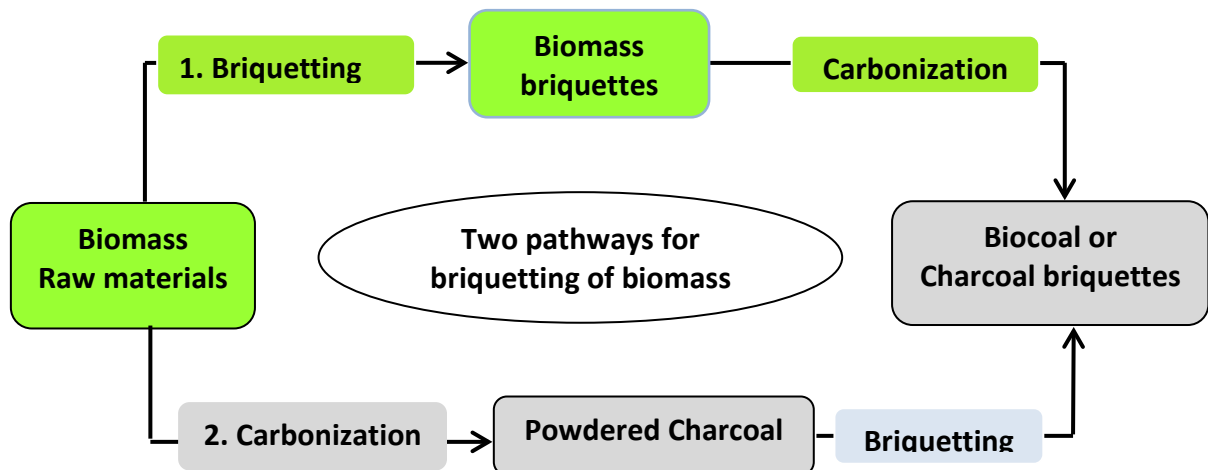 1. Briquetting
Biomass
briquettes
Carbonization
Biomass
Raw materials
Two pathways for
briquetting of biomass
Biocoal or
Charcoal briquettes
2. Carbonization
Powdered Charcoal
Briquetting